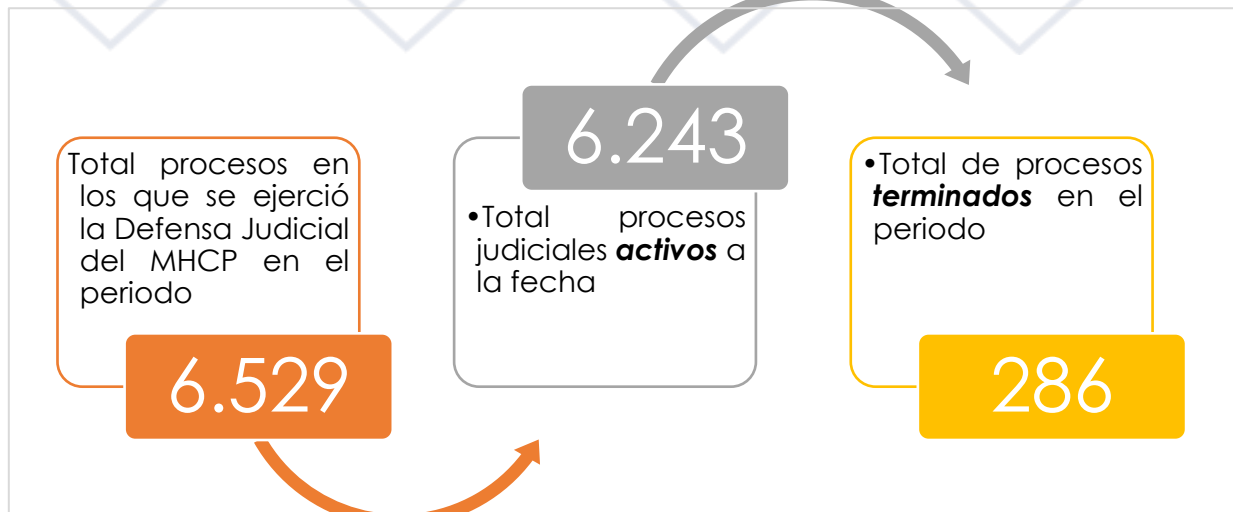 Total procesos en
los que se ejerció
la Defensa Judicial
del MHCP en el
periodo
6.529
6.243
•Total procesos
judiciales activos a
la fecha
•Total de procesos
terminados en el
periodo
286